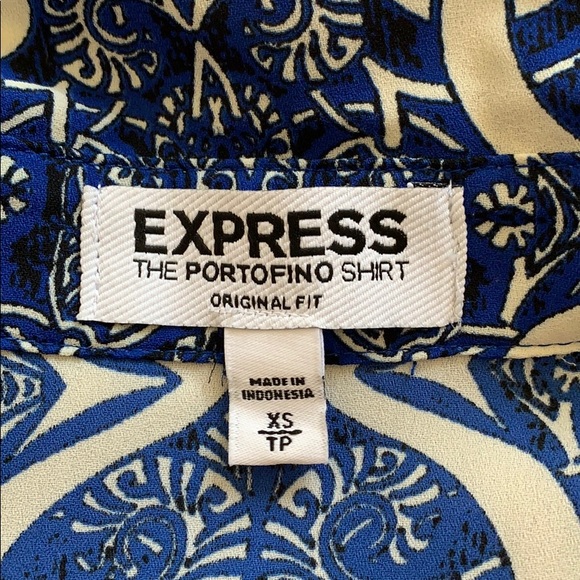 EXPRESS
THE PORTOFINO SHIRT
ORIGINAL FIT
MADE IN
INDONESIA
XS
TP